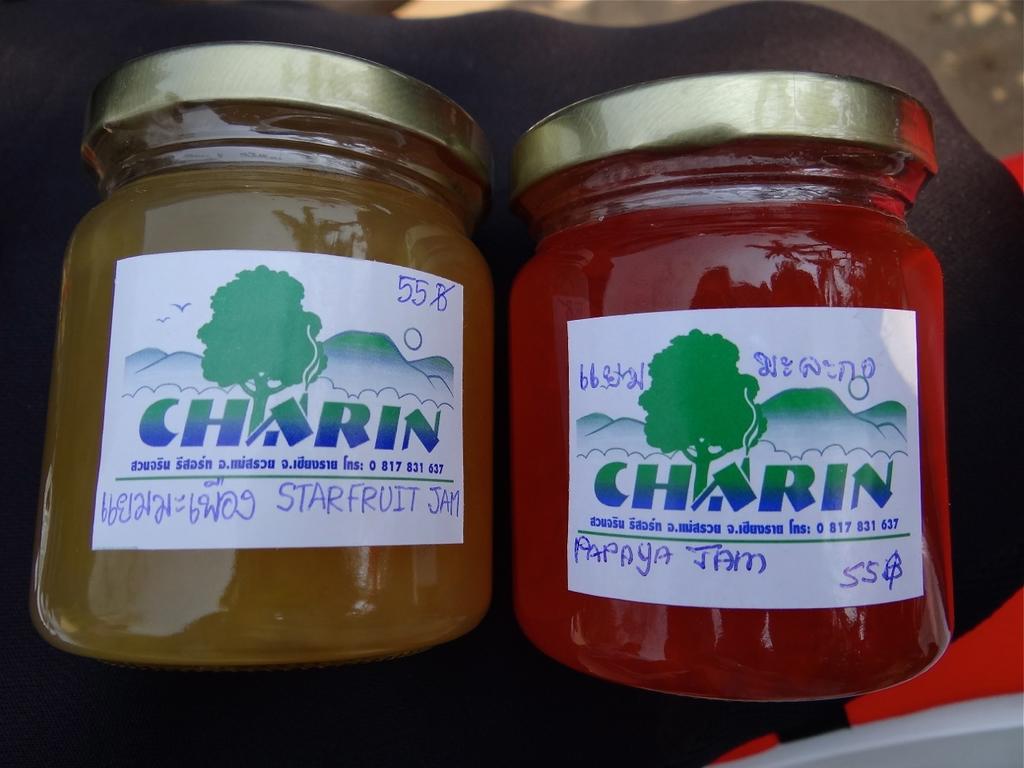 55฿
CHARIN
สวนจริน รีสอร์ท อ.แม่สรวย จ.เชียงราย โทร: 0 817 831 637
แยมมะเฟือง STARFRUIT JAM
แยม มะละกอ
CHARIN
สวนจริน รีสอร์ท อ.แม่สรวย จ.เชียงราย โทร: 0 817 831 637
PAPAYA JAM
55฿